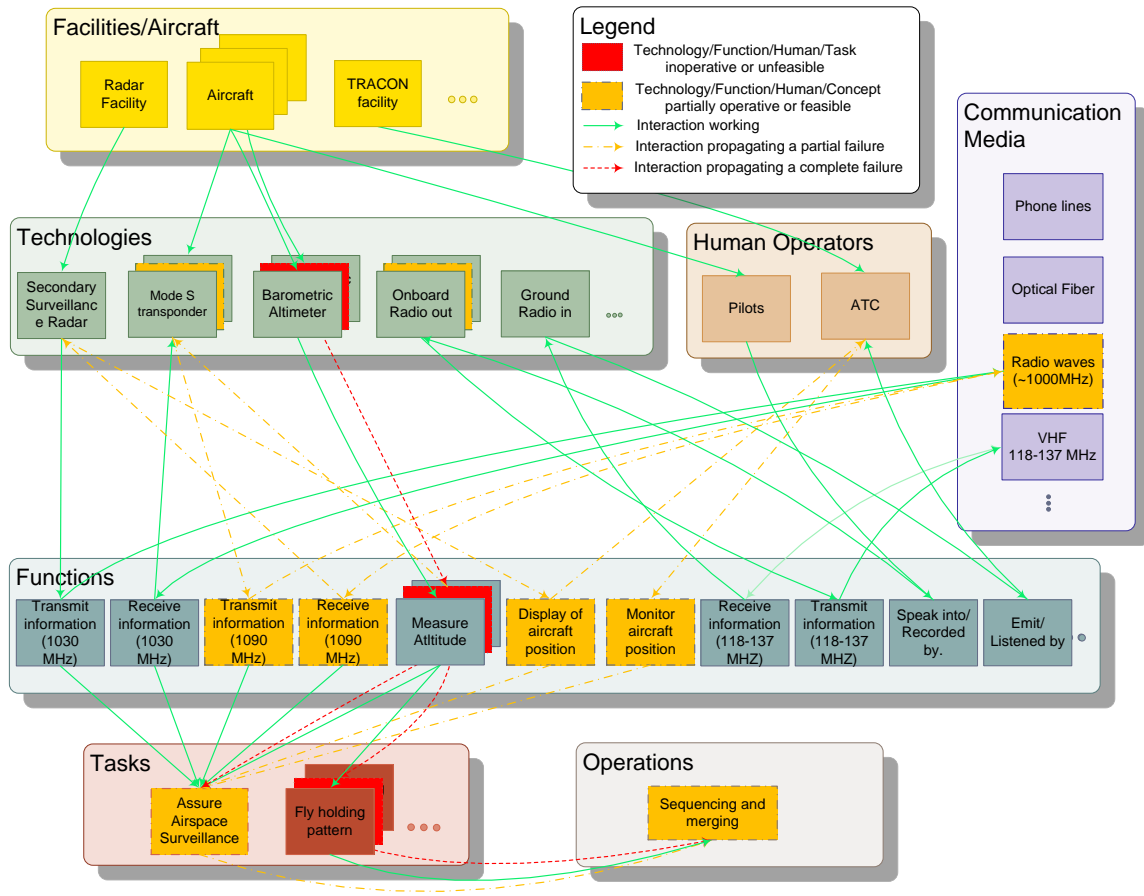 Facilities/Aircraft
Radar
Facility
Aircraft
TRACON
facility
Legend
Technology/Function/Human/Task
inoperative or unfeasible
Technology/Function/Human/Concept
partially operative or feasible
Interaction working
Interaction propagating a partial failure
Interaction propagating a complete failure
Communication
Media
Phone lines
Optical Fiber
Radio waves
(~1000MHz)
VHF
118-137 MHz
Technologies
Secondary
Surveillanc
e Radar
Mode S
transponder
Barometric
Altimeter
Onboard
Radio out
Ground
Radio in
Human Operators
Pilots
ATC
Functions
Transmit
information
(1030
MHz)
Receive
information
(1030
MHz)
Transmit
information
(1090
MHz)
Receive
information
(1090
MHz)
Measure
Atltitude
Display of
aircraft
position
Monitor
aircraft
position
Receive
information
(118-137
MHZ)
Transmit
information
(118-137
MHZ)
Speak into/
Recorded
by.
Emit/
Listened by
Tasks
Assure
Airspace
Surveillance
Fly holding
pattern
Operations
Sequencing and
merging